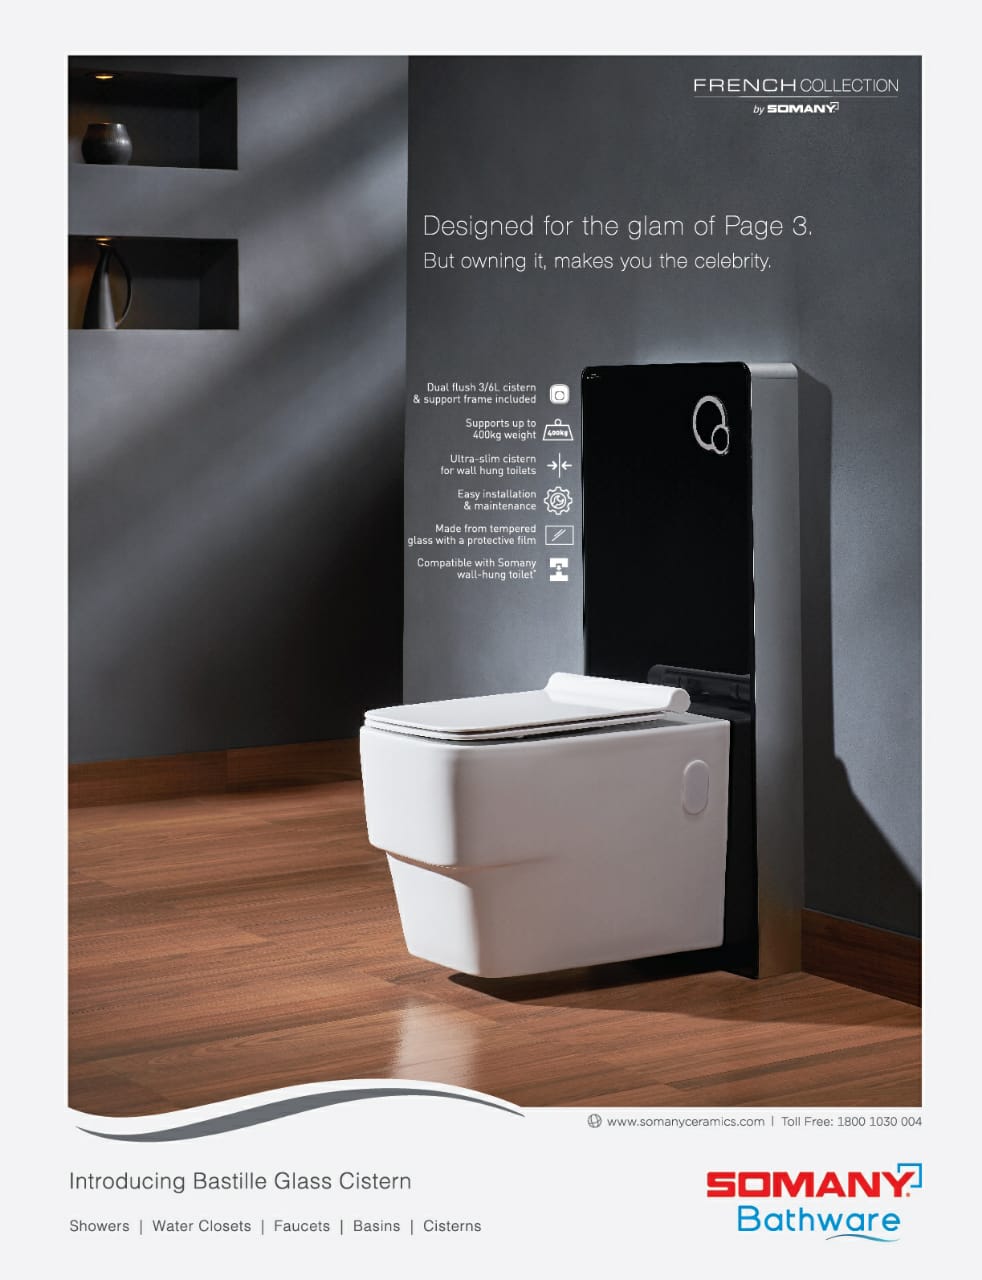 FRENCH COLLECTION
by SOMANY
Designed for the glam of Page 3.
But owning it, makes you the celebrity.
Dual flush 3/6L cistern
& support frame included
Supports up to
400kg weight
400kg
Ultra-slim cistern
for wall hung toilets
Easy installation
& maintenance
Made from tempered
glass with a protective film
Compatible with Somany
wall-hung toilet*
www.somanyceramics.com | Toll Free: 1800 1030 004
Introducing Bastille Glass Cistern
Showers | Water Closets | Faucets | Basins | Cisterns
SOMANY
Bathware